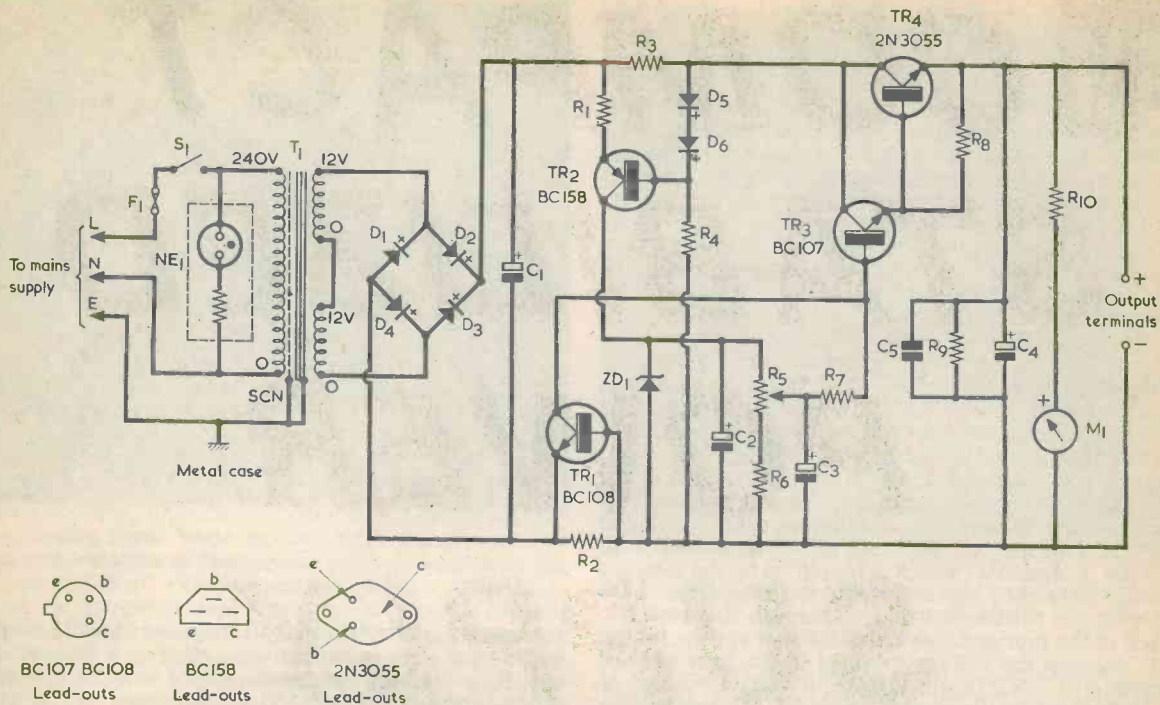 TR4
2N3055
R3
R1
D5
D6
+
+
R8
S1
240V
T1
12V
F1
L
N
E
To mains
supply
NE1
TR2
BC158
TR3
BC107
R4
R10
D1
+
D2
+
D4
+
D3
+
+
C1
12V
SCN
Metal case
ZD1
+
C2
R5
R6
R7
+
C3
C5
R9
+
C4
+
Output
terminals
−
+
M1
TR1
BC108
R2
e
b
c
BC107 BC108
Lead-outs
b
e
c
BC158
Lead-outs
e
c
b
2N3055
Lead-outs